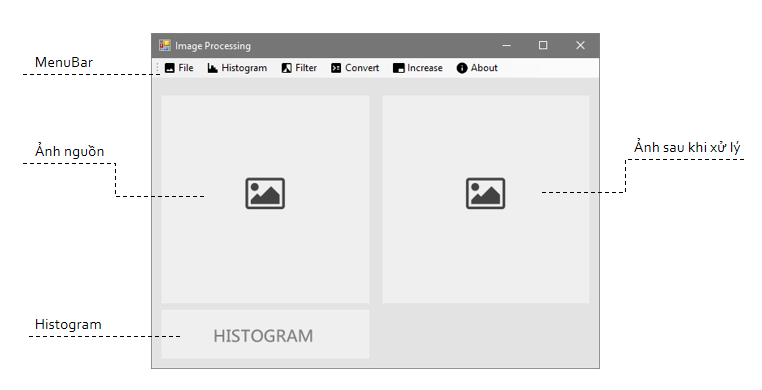 Image Processing
MenuBar
File Histogram Filter Convert Increase About
Ảnh nguồn
Ảnh sau khi xử lý
Histogram
HISTOGRAM